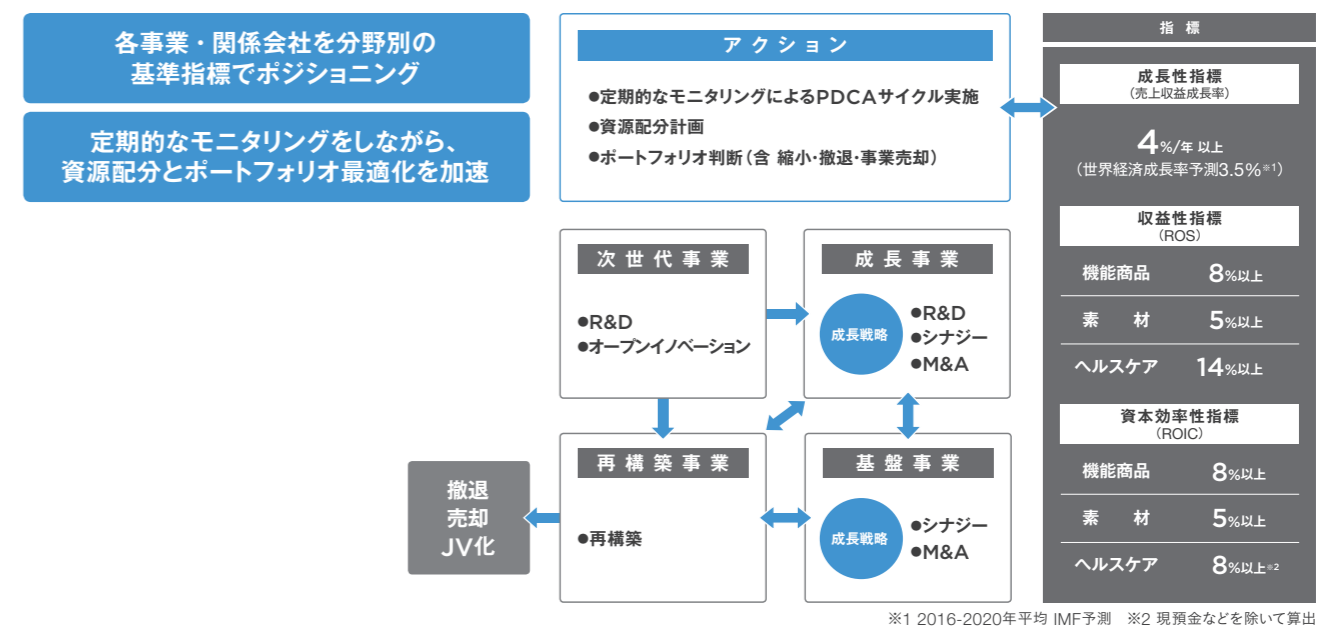 各事業・関係会社を分野別の
基準指標でポジショニング
定期的なモニタリングをしながら、
資源配分とポートフォリオ最適化を加速
アクション
●定期的なモニタリングによるPDCAサイクル実施
●資源配分計画
●ポートフォリオ判断（含 縮小・撤退・事業売却）
次世代事業
●R&D
●オープンイノベーション
成長事業
成長戦略
●R&D
●シナジー
●M&A
再構築事業
●再構築
基盤事業
成長戦略
●シナジー
●M&A
撤退
売却
JV化
指標
成長性指標
（売上収益成長率）
4%/年 以上
（世界経済成長率予測3.5%※1）
収益性指標
（ROS）
機能商品 8%以上
素材 5%以上
ヘルスケア 14%以上
資本効率性指標
（ROIC）
機能商品 8%以上
素材 5%以上
ヘルスケア 8%以上※2
※1 2016-2020年平均 IMF予測 ※2 現預金などを除いて算出